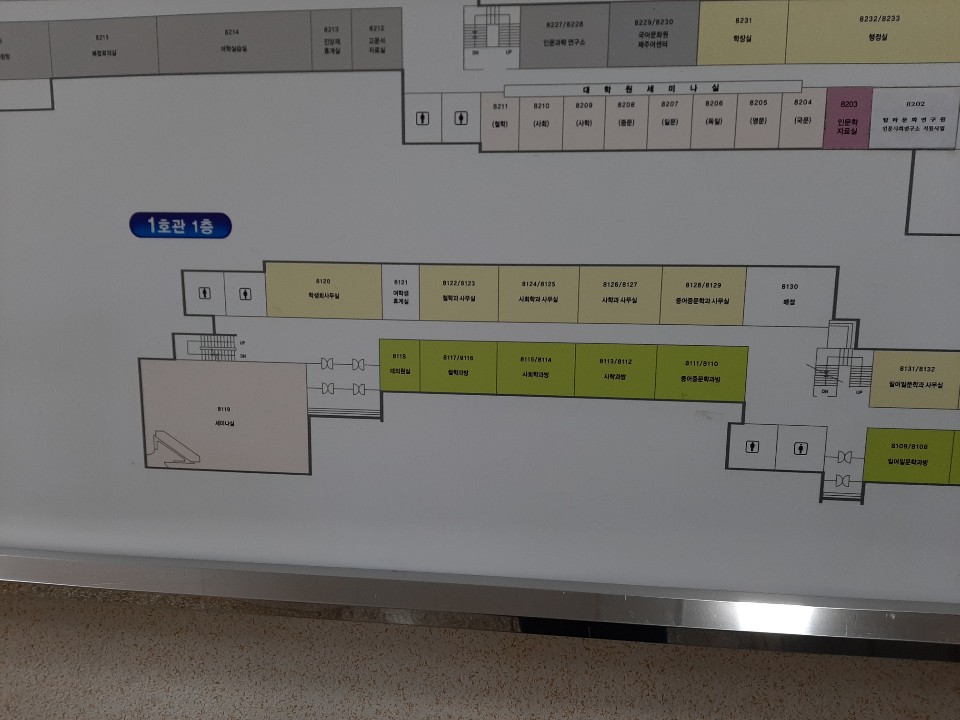 8215
복합회의실
8214
어학실습실
8213
인장재
휴게실
8212
고문서
자료실
DN
UP
8227/8228
인문과학 연구소
8229/8230
국어문화원
제주어센터
8231
학장실
8232/8233
행정실
대 학 원 세 미 나 실
8211
(철학)
8210
(사회)
8209
(사학)
8208
(중문)
8207
(일문)
8206
(독일)
8205
(영문)
8204
(국문)
8203
인문학
자료실
8202
탐라문화연구원
인문사회연구소 지원사업
1호관 1층
8120
학생회사무실
8121
여학생
휴게실
8122/8123
철학과 사무실
8124/8125
사회학과 사무실
8126/8127
사학과 사무실
8128/8129
중어중문학과 사무실
8130
매점
UP
DN
8118
대의원실
8117/8116
철학과방
8115/8114
사회학과방
8113/8112
사학과방
8111/8110
중어중문학과방
DN
UP
8131/8132
일어일문학과 사무실
8119
세미나실
8109/8108
일어일문학과방